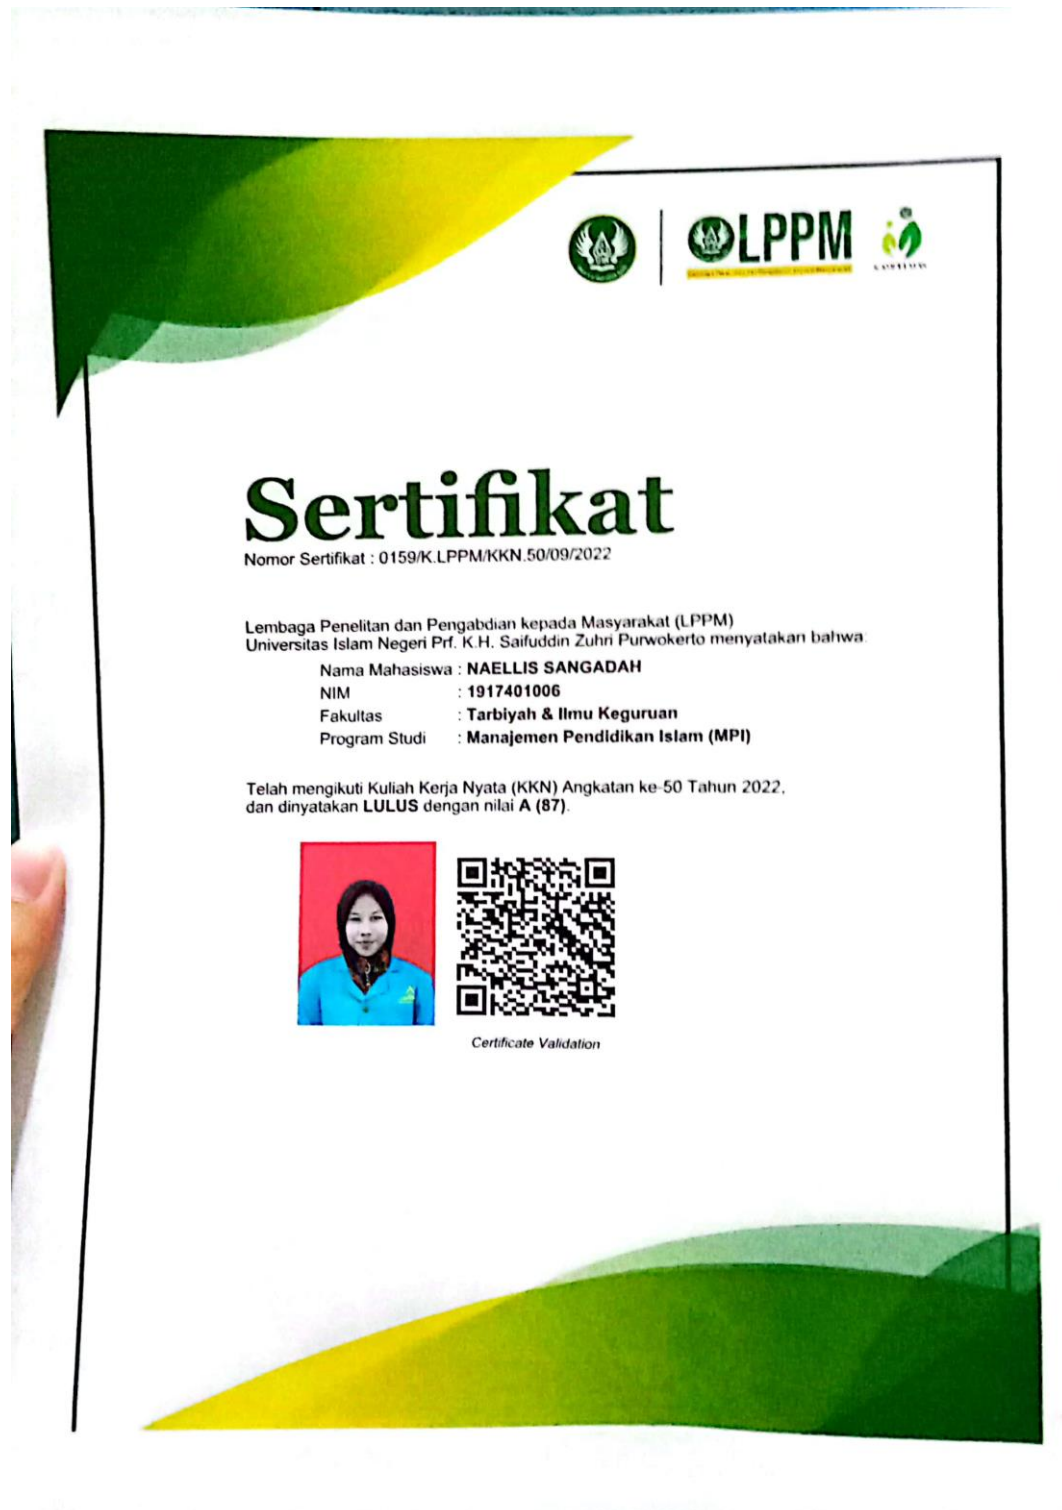 LPPM
Sertifikat
Nomor Sertifikat : 0159/K.LPPM/KKN.50/09/2022
Lembaga Penelitan dan Pengabdian kepada Masyarakat (LPPM)
Universitas Islam Negeri Prf. K.H. Saifuddin Zuhri Purwokerto menyatakan bahwa
Nama Mahasiswa : NAELLIS SANGADAH
NIM : 1917401006
Fakultas : Tarbiyah & Ilmu Keguruan
Program Studi : Manajemen Pendidikan Islam (MPI)
Telah mengikuti Kuliah Kerja Nyata (KKN) Angkatan ke-50 Tahun 2022,
dan dinyatakan LULUS dengan nilai A (87).
Certificate Validation